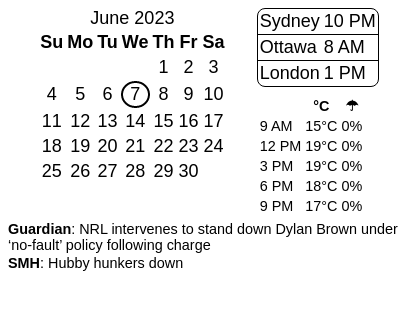 June 2023
Su Mo Tu We Th Fr Sa
1 2 3
4 5 6 7 8 9 10
11 12 13 14 15 16 17
18 19 20 21 22 23 24
25 26 27 28 29 30
Sydney 10 PM
Ottawa 8 AM
London 1 PM
°C ☂
9 AM 15°C 0%
12 PM 19°C 0%
3 PM 19°C 0%
6 PM 18°C 0%
9 PM 17°C 0%
Guardian: NRL intervenes to stand down Dylan Brown under
‘no-fault’ policy following charge
SMH: Hubby hunkers down